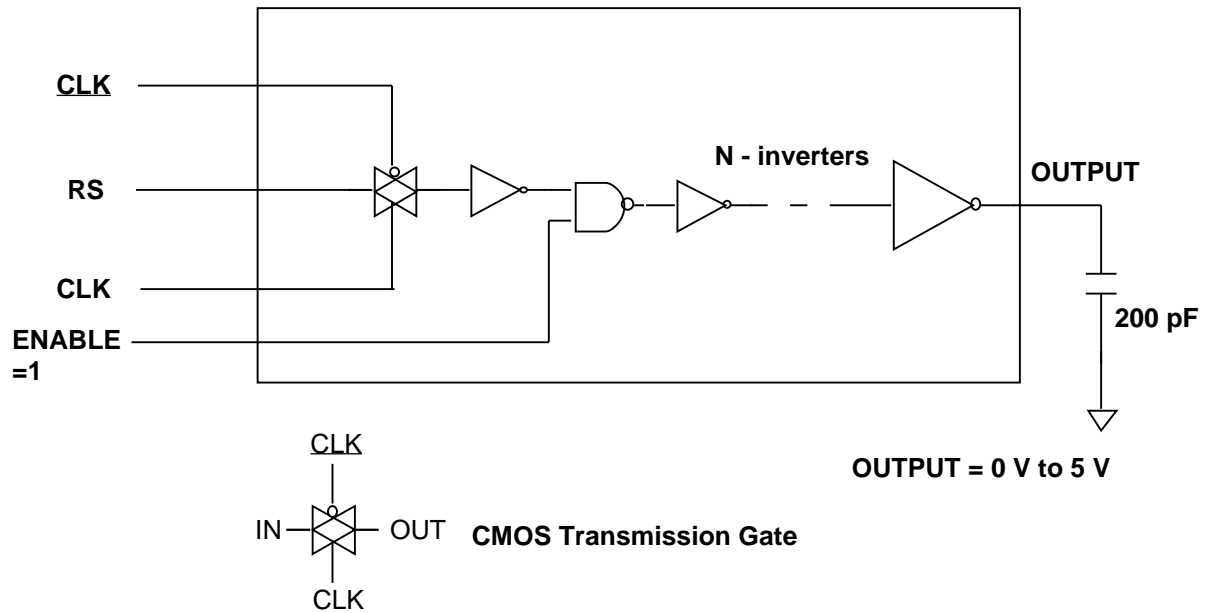 CLK
RS
CLK
ENABLE
=1
N - inverters
OUTPUT
200 pF
OUTPUT = 0 V to 5 V
CLK
IN
OUT
CMOS Transmission Gate
CLK